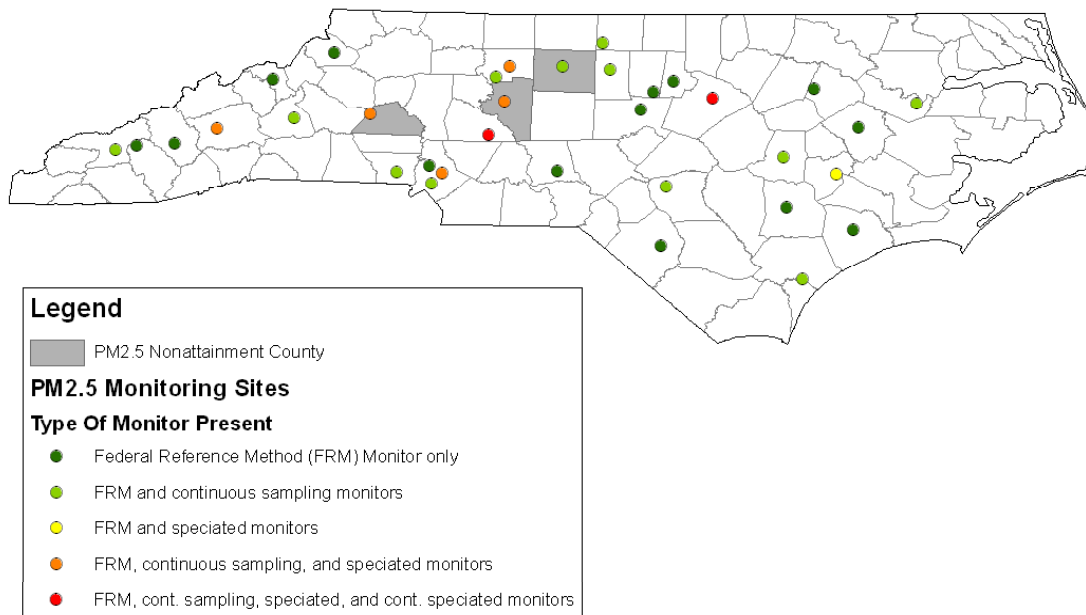 Legend
PM2.5 Nonattainment County
PM2.5 Monitoring Sites
Type Of Monitor Present
Federal Reference Method (FRM) Monitor only
FRM and continuous sampling monitors
FRM and speciated monitors
FRM, continuous sampling, and speciated monitors
FRM, cont. sampling, speciated, and cont. speciated monitors